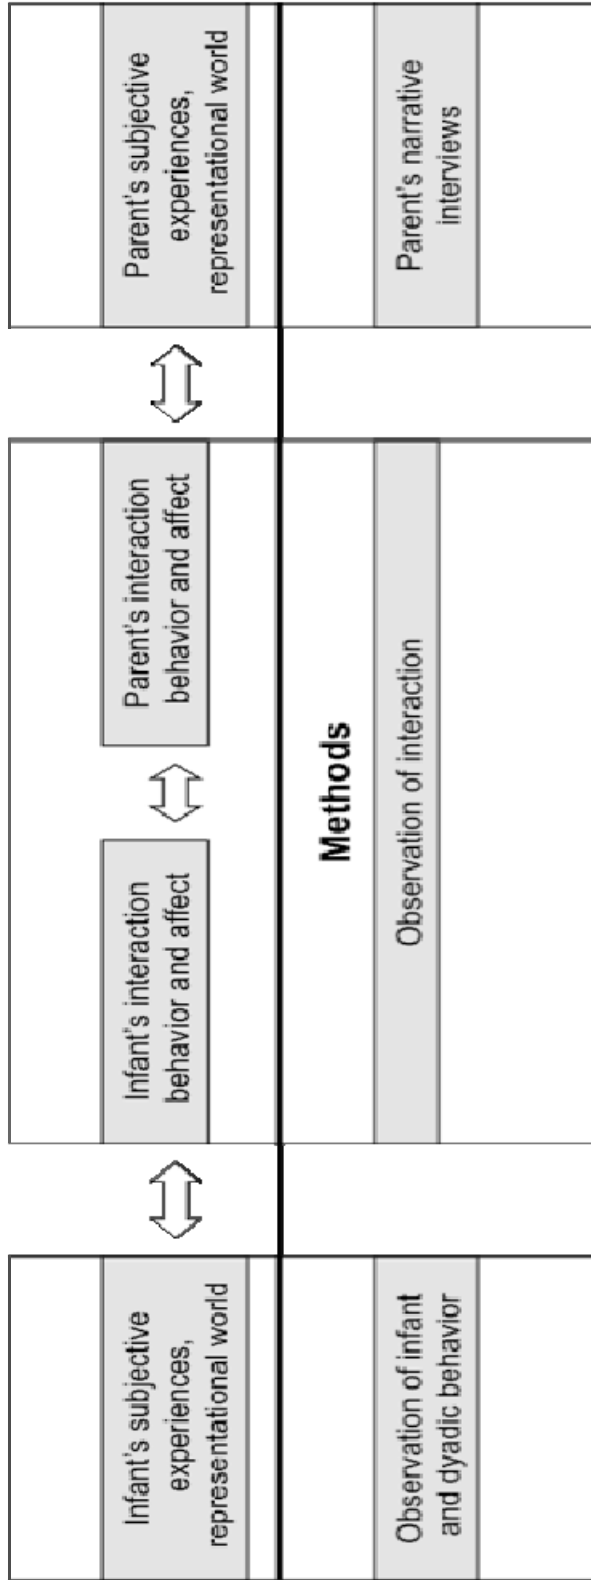 Infant's subjective
experiences,
representational world
Infant's interaction
behavior and affect
Parent's interaction
behavior and affect
Parent's subjective
experiences,
representational world
Methods
Observation of infant
and dyadic behavior
Observation of interaction
Parent's narrative
interviews